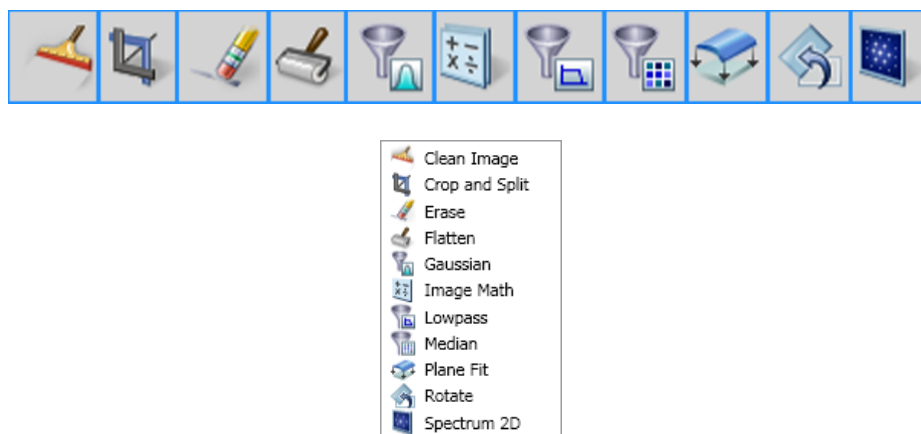 Clean Image
Crop and Split
Erase
Flatten
Gaussian
Image Math
Lowpass
Median
Plane Fit
Rotate
Spectrum 2D